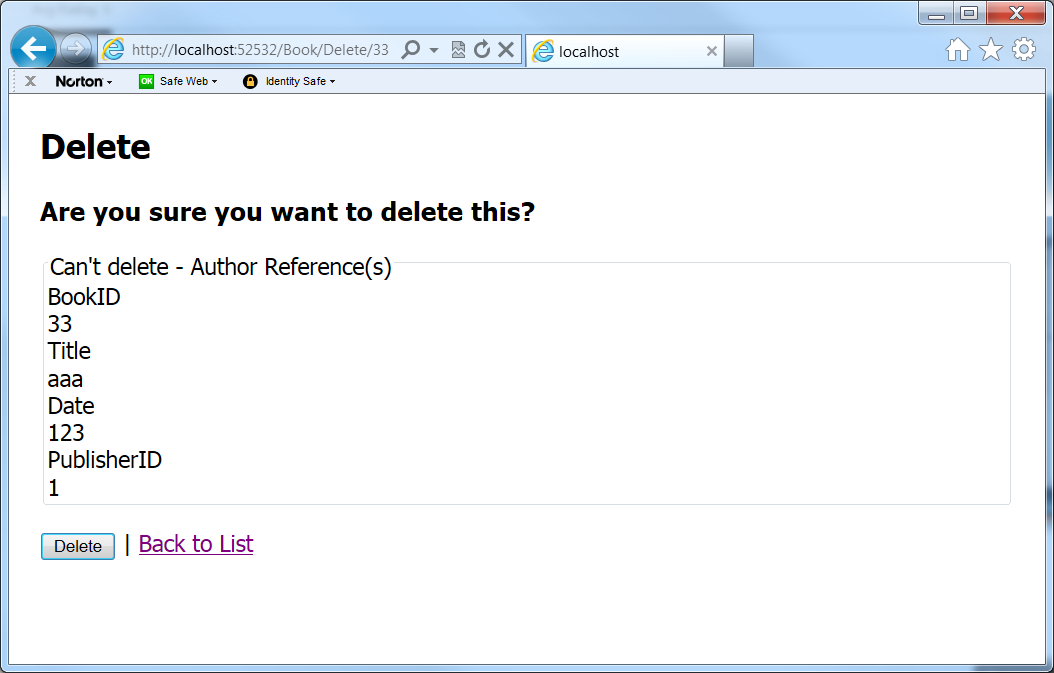 http://localhost:52532/Book/Delete/33 localhost
Norton OK Safe Web Identity Safe
Delete
Are you sure you want to delete this?
Can't delete - Author Reference(s)
BookID
33
Title
aaa
Date
123
PublisherID
1
Delete | Back to List